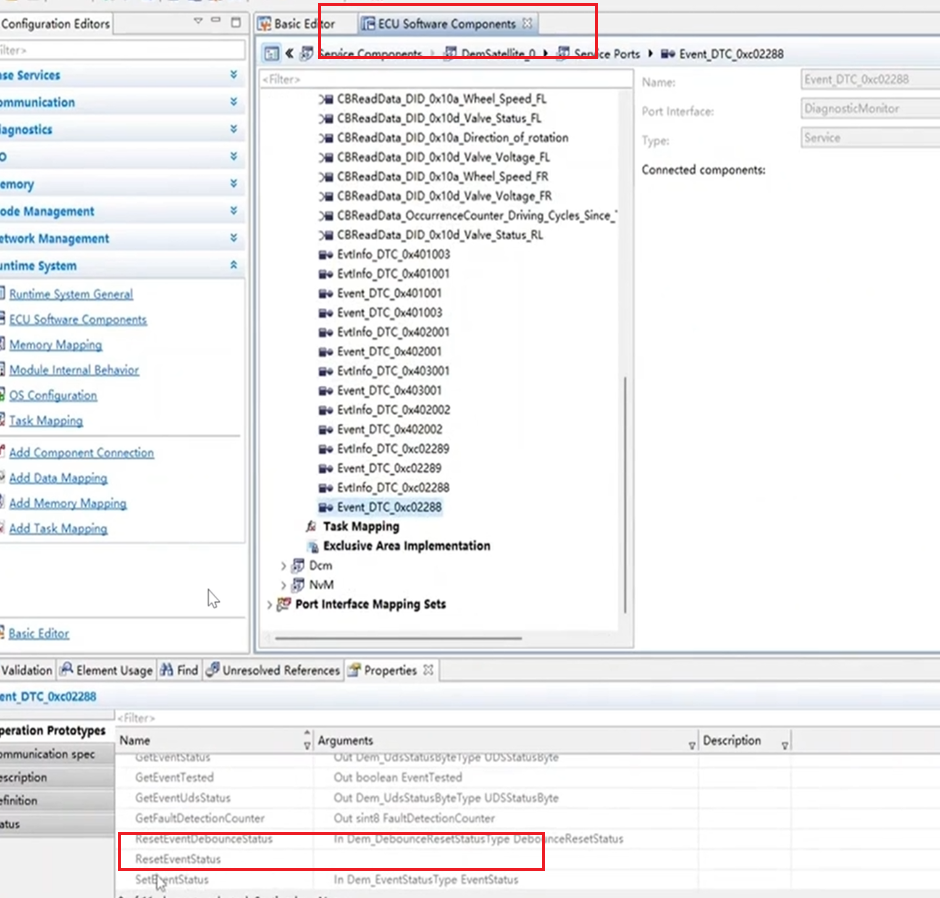 Configuration Editors
Basic Editor
ECU Software Components
ilter>
Service Components
DemSatellite_0
Service Ports
Event_DTC_0xc02288
ase Services
ommunication
iagnostics
O
emory
ode Management
etwork Management
untime System
Runtime System General
ECU Software Components
Memory Mapping
Module Internal Behavior
OS Configuration
Task Mapping
Add Component Connection
Add Data Mapping
Add Memory Mapping
Add Task Mapping
Basic Editor
<Filter>
CBReadData_DID_0x10a_Wheel_Speed_FL
CBReadData_DID_0x10d_Valve_Status_FL
CBReadData_DID_0x10a_Direction_of_rotation
CBReadData_DID_0x10d_Valve_Voltage_FL
CBReadData_DID_0x10a_Wheel_Speed_FR
CBReadData_DID_0x10d_Valve_Voltage_FR
CBReadData_OccurrenceCounter_Driving_Cycles_Since_
CBReadData_DID_0x10d_Valve_Status_RL
EvtInfo_DTC_0x401003
EvtInfo_DTC_0x401001
Event_DTC_0x401001
Event_DTC_0x401003
EvtInfo_DTC_0x402001
Event_DTC_0x402001
EvtInfo_DTC_0x403001
Event_DTC_0x403001
EvtInfo_DTC_0x402002
Event_DTC_0x402002
EvtInfo_DTC_0xc02289
Event_DTC_0xc02289
EvtInfo_DTC_0xc02288
Event_DTC_0xc02288
Task Mapping
Exclusive Area Implementation
Dcm
NvM
Port Interface Mapping Sets
Name: Event_DTC_0xc02288
Port Interface: DiagnosticMonitor
Type: Service
Connected components:
Validation
Element Usage
Find
Unresolved References
Properties
ent_DTC_0xc02288
peration Prototypes
ommunication spec
escription
efinition
atus
<Filter>
Name Arguments Description
GetEventStatus Out Dem_UdsStatusByteType UDSStatusByte
GetEventTested Out boolean EventTested
GetEventUdsStatus Out Dem_UdsStatusByteType UDSStatusByte
GetFaultDetectionCounter Out sint8 FaultDetectionCounter
ResetEventDebounceStatus In Dem_DebounceResetStatusType DebounceResetStatus
ResetEventStatus
SetEventStatus In Dem_EventStatusType EventStatus